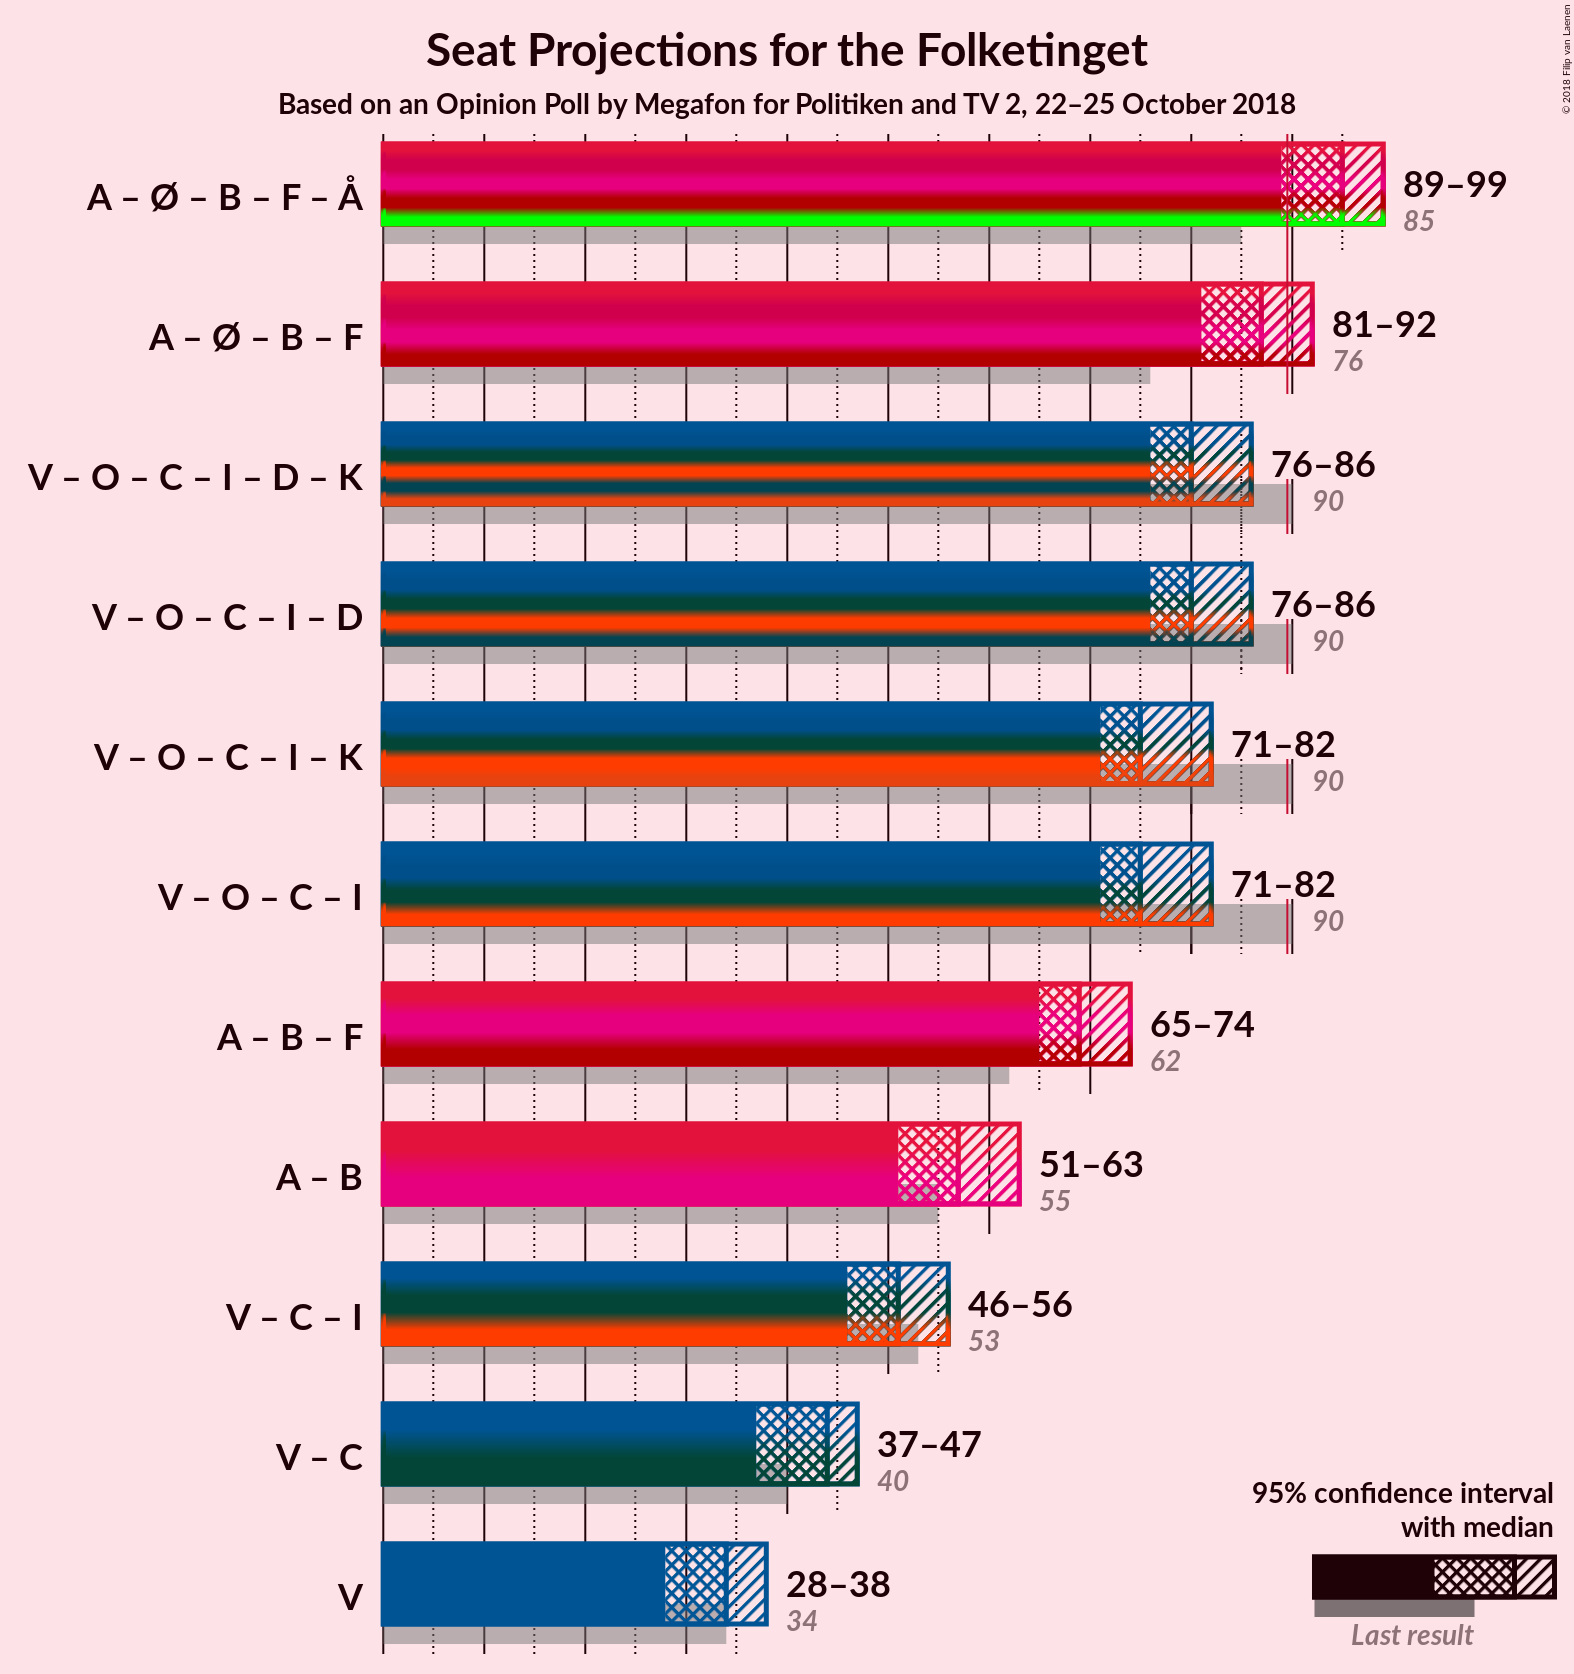 Seat Projections for the Folketinget
Based on an Opinion Poll by Megafon for Politiken and TV 2, 22–25 October 2018
© 2018 Filip van Laenen
A – Ø – B – F – Å
89–99
85
A – Ø – B – F
81–92
76
V – O – C – I – D – K
76–86
90
V – O – C – I – D
76–86
90
V – O – C – I – K
71–82
90
V – O – C – I
71–82
90
A – B – F
65–74
62
A – B
51–63
55
V – C – I
46–56
53
V – C
37–47
40
V
28–38
34
95% confidence interval
with median
Last result